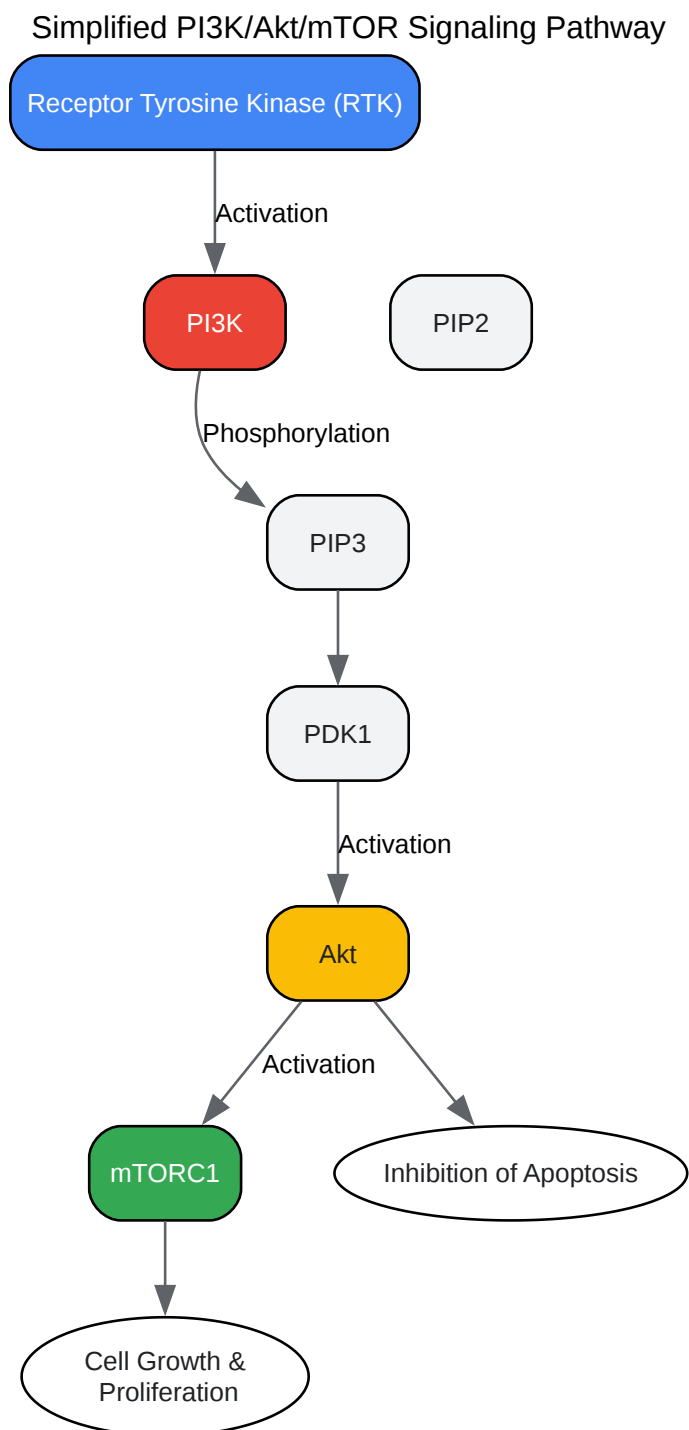 Simplified PI3K/Akt/mTOR Signaling Pathway
Receptor Tyrosine Kinase (RTK)
Activation
PI3K
PIP2
Phosphorylation
PIP3
PDK1
Activation
Akt
Activation
mTORC1
Inhibition of Apoptosis
Cell Growth &
Proliferation